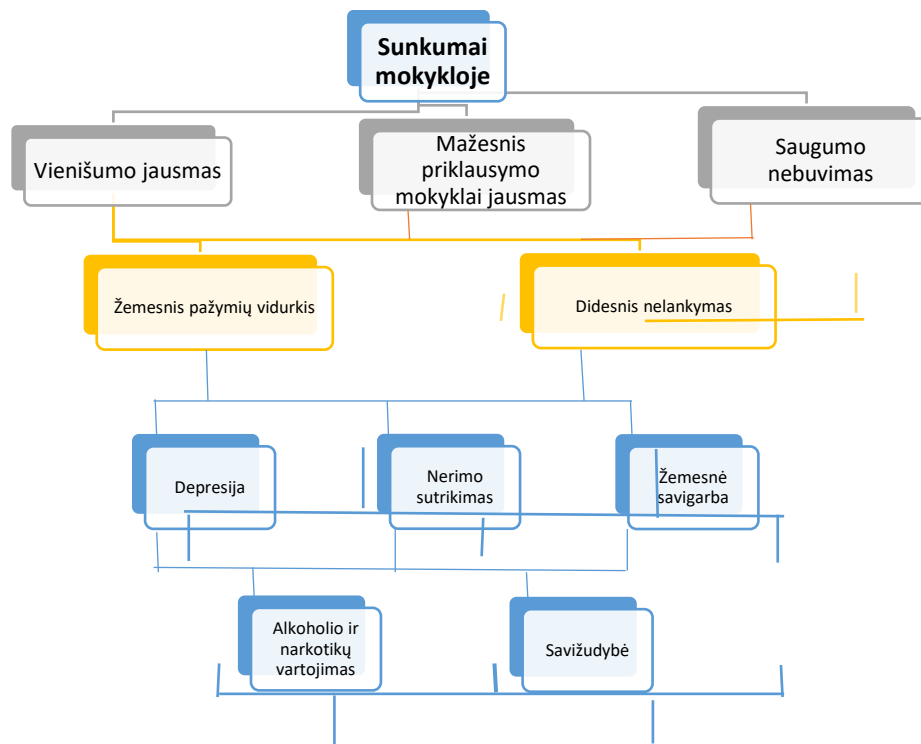 Sunkumai
mokykloje
Vienišumo jausmas
Mažesnis
priklausymo
mokyklai jausmas
Saugumo
nebuvimas
Žemesnis pažymių vidurkis
Didesnis nelankymas
Depresija
Nerimo
sutrikimas
Žemesnė
savigarba
Alkoholio ir
narkotikų
vartojimas
Savižudybė